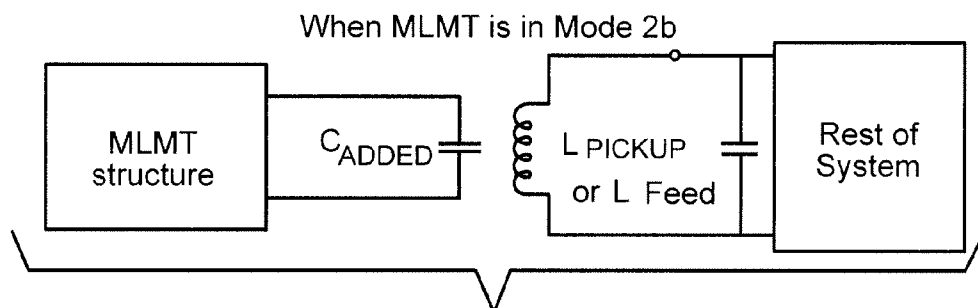 When MLMT is in Mode 2b
MLMT
structure
CADDED
L PICKUP
or L Feed
Rest of
System